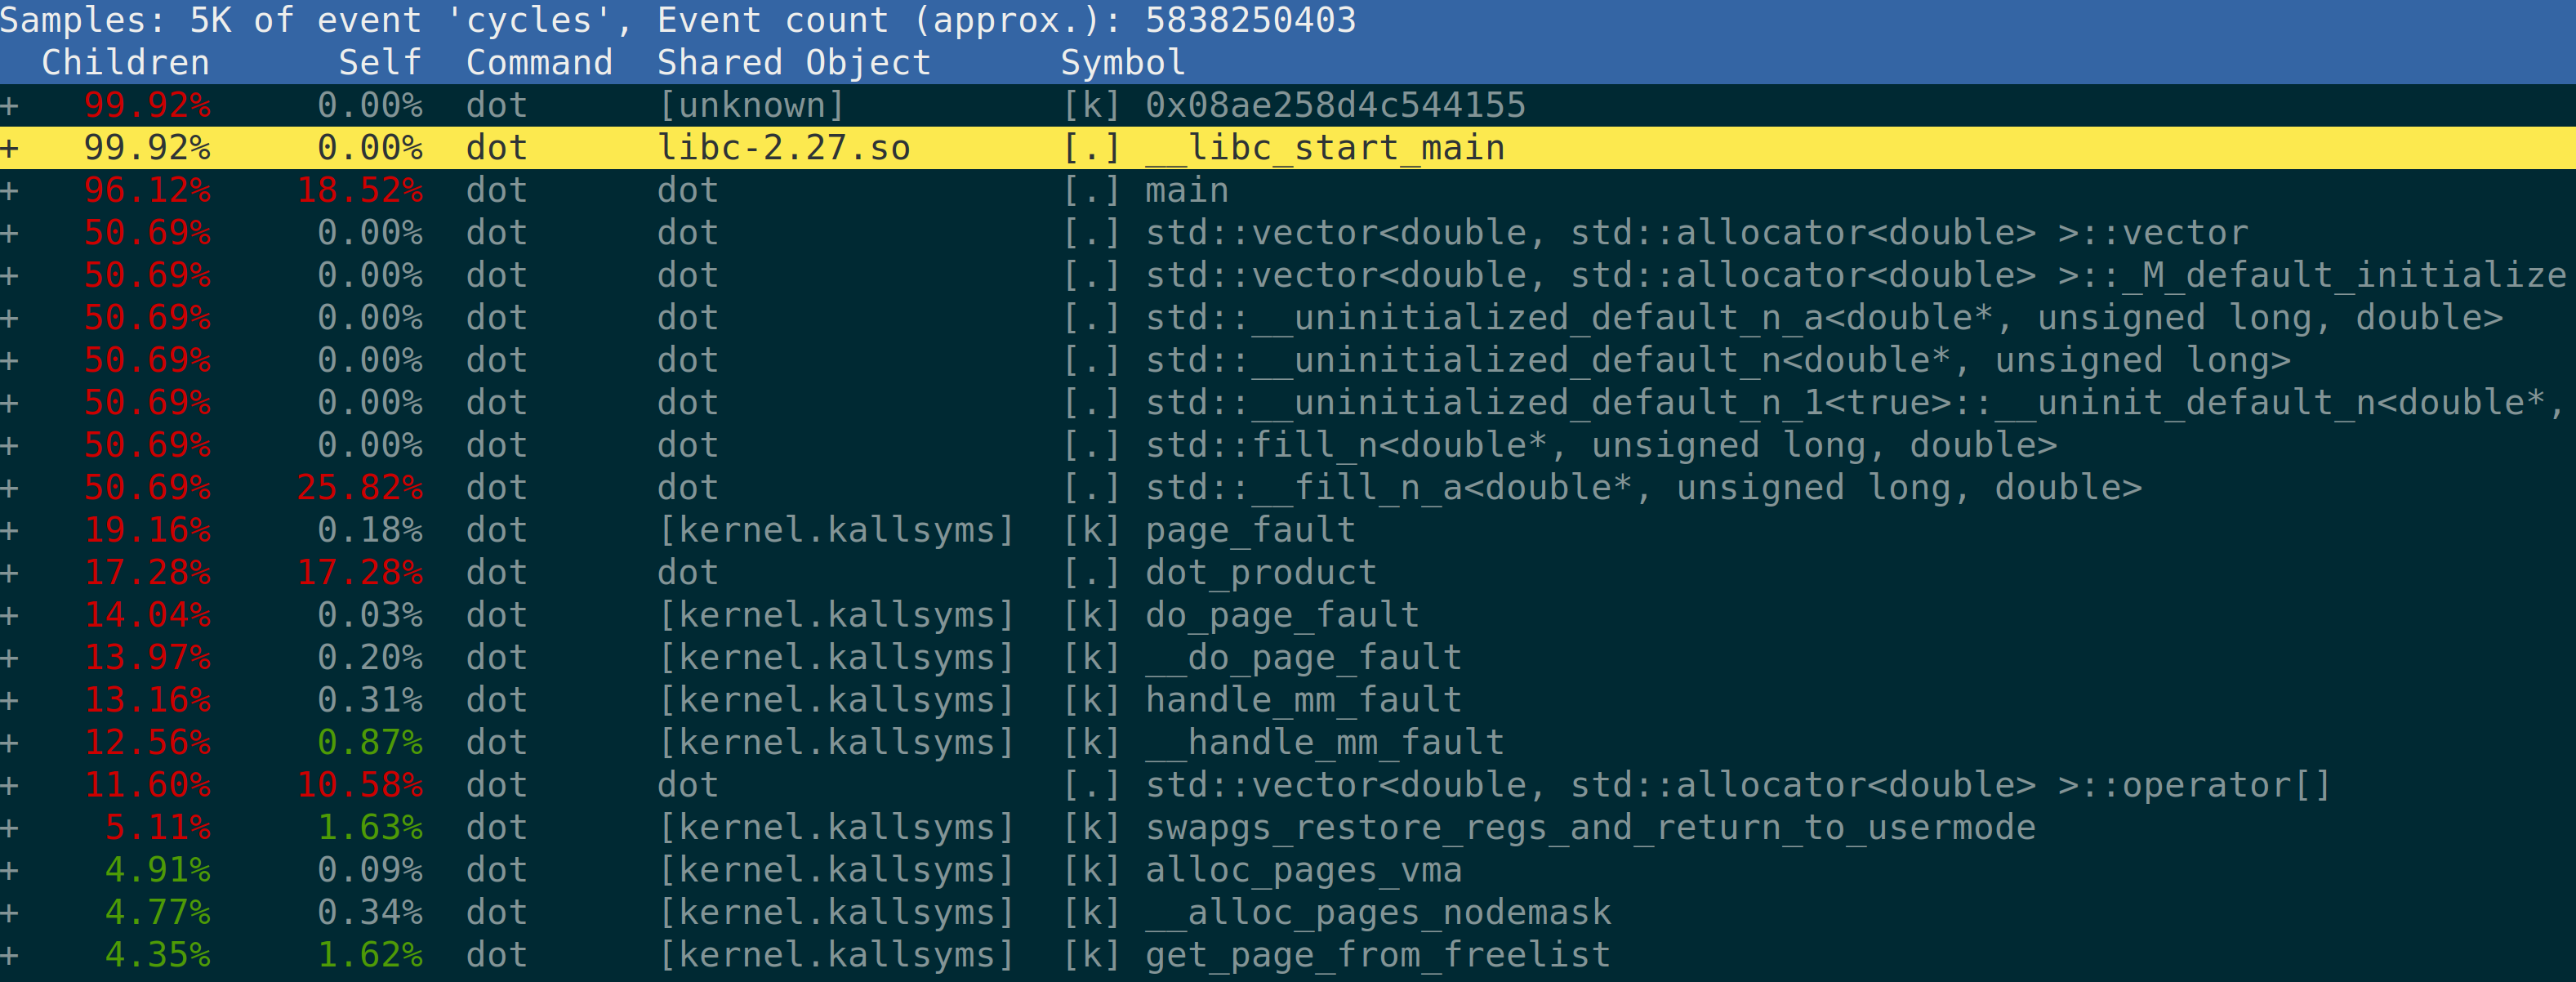 Samples: 5K of event 'cycles', Event count (approx.): 5838250403
  Children      Self  Command  Shared Object      Symbol
+   99.92%     0.00%  dot      [unknown]          [k] 0x08ae258d4c544155
+   99.92%     0.00%  dot      libc-2.27.so       [.] __libc_start_main
+   96.12%    18.52%  dot      dot                [.] main
+   50.69%     0.00%  dot      dot                [.] std::vector<double, std::allocator<double> >::vector
+   50.69%     0.00%  dot      dot                [.] std::vector<double, std::allocator<double> >::_M_default_initialize
+   50.69%     0.00%  dot      dot                [.] std::__uninitialized_default_n_a<double*, unsigned long, double>
+   50.69%     0.00%  dot      dot                [.] std::__uninitialized_default_n<double*, unsigned long>
+   50.69%     0.00%  dot      dot                [.] std::__uninitialized_default_n_1<true>::__uninit_default_n<double*,
+   50.69%     0.00%  dot      dot                [.] std::fill_n<double*, unsigned long, double>
+   50.69%    25.82%  dot      dot                [.] std::__fill_n_a<double*, unsigned long, double>
+   19.16%     0.18%  dot      [kernel.kallsyms]  [k] page_fault
+   17.28%    17.28%  dot      dot                [.] dot_product
+   14.04%     0.03%  dot      [kernel.kallsyms]  [k] do_page_fault
+   13.97%     0.20%  dot      [kernel.kallsyms]  [k] __do_page_fault
+   13.16%     0.31%  dot      [kernel.kallsyms]  [k] handle_mm_fault
+   12.56%     0.87%  dot      [kernel.kallsyms]  [k] __handle_mm_fault
+   11.60%    10.58%  dot      dot                [.] std::vector<double, std::allocator<double> >::operator[]
+    5.11%     1.63%  dot      [kernel.kallsyms]  [k] swapgs_restore_regs_and_return_to_usermode
+    4.91%     0.09%  dot      [kernel.kallsyms]  [k] alloc_pages_vma
+    4.77%     0.34%  dot      [kernel.kallsyms]  [k] __alloc_pages_nodemask
+    4.35%     1.62%  dot      [kernel.kallsyms]  [k] get_page_from_freelist